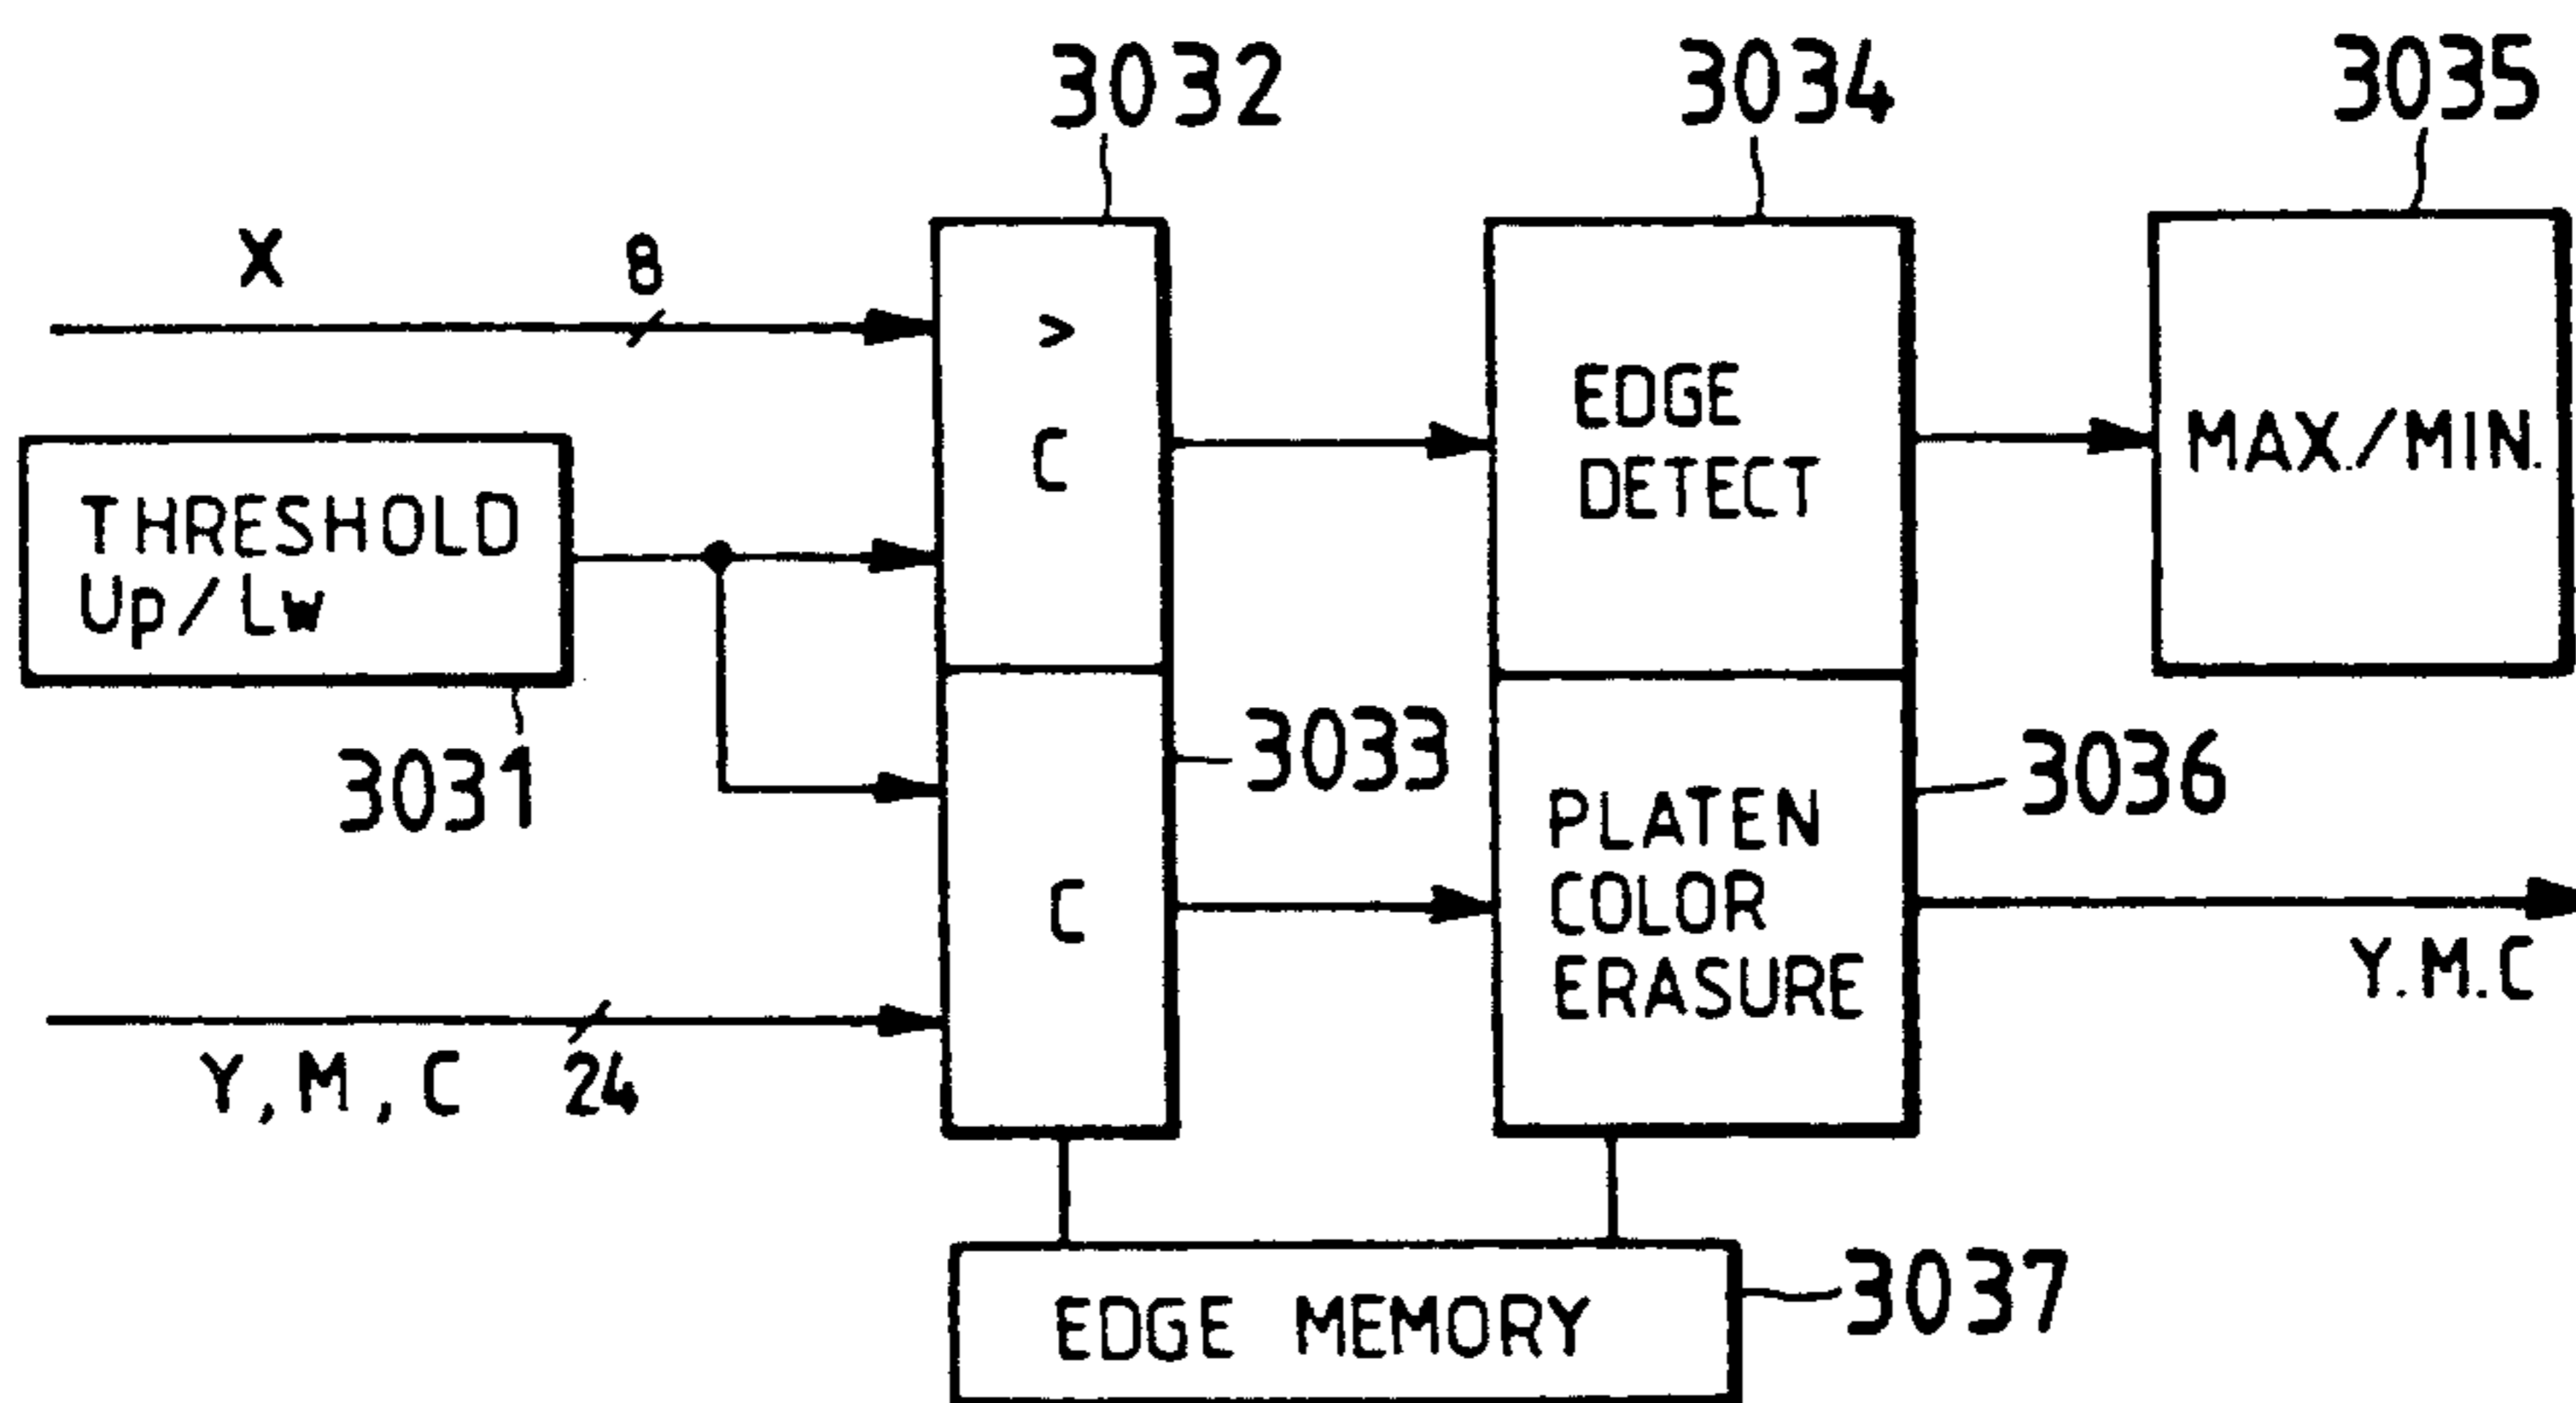 3032
3034
3035
X
8
>
C
EDGE
DETECT
MAX./MIN.
THRESHOLD
Up/Lw
3031
3033
3036
C
PLATEN
COLOR
ERASURE
Y.M.C
Y,M,C
24
EDGE MEMORY
3037